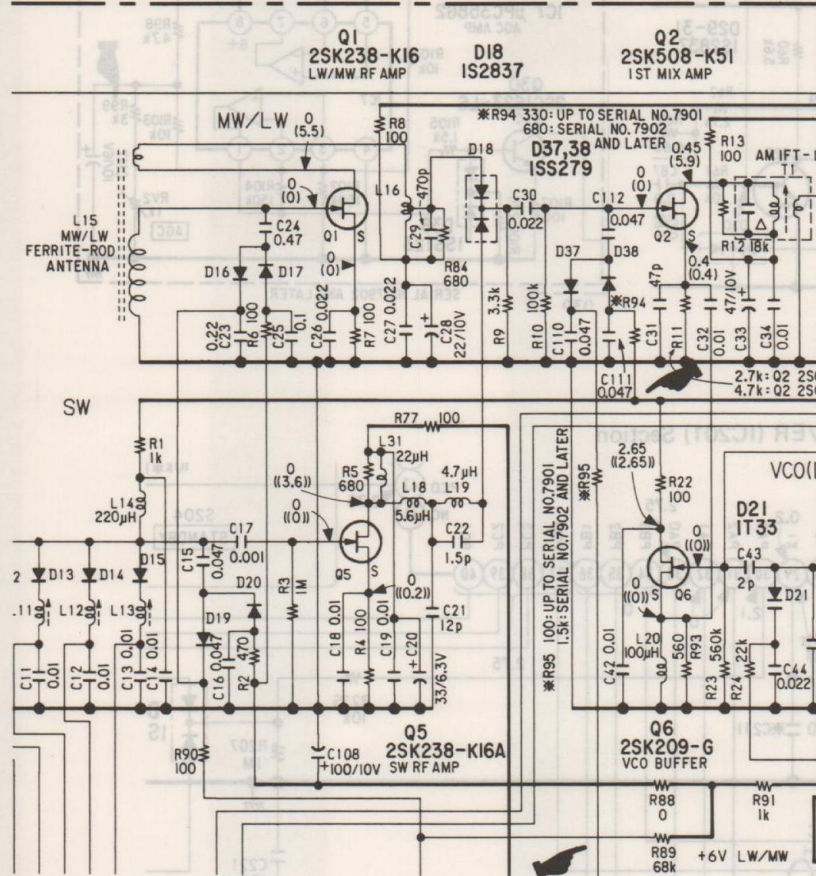 Q1
2SK238-K16
LW/MW RF AMP
D18
1S2837
Q2
2SK508-K51
1ST MIX AMP
MW/LW
0
(5.5)
R8
100
※R94 330: UP TO SERIAL NO.7901
680: SERIAL NO.7902
AND LATER
D37,38
1SS279
D18
0.45
(5.9)
R13
100
AM IFT-
T1
L15
MW/LW
FERRITE-ROD
ANTENNA
0
(0)
Q1
S
0
(0)
L16
C29
470p
R84
680
C30
0.022
C112
0.047
0
(0)
Q2
S
0.4
(0.4)
R12 18k
C24
0.47
D16
D17
D37
D38
※R94
0.22
C23
R6 100
C25
0.1
C26 0.022
R7 100
C27 0.022
C28
22/10V
R9
3.3k
R10
100k
C110
0.047
C111
0.047
C31
47p
R11
C32
0.01
C33
47/10V
C34
0.01
2.7k: Q2 2S
4.7k: Q2 2S
SW
R1
1k
L14
220μH
R77
100
L31
22μH
R5
680
0
((3.6))
L18
5.6μH
4.7μH
L19
0
((0))
Q5
S
0
((0.2))
C22
1.5p
C21
12p
※R95 100: UP TO SERIAL NO.7901
1.5k: SERIAL NO.7902 AND LATER
※R95
2.65
((2.65))
R22
100
VCO(
D21
1T33
0
((0))
C43
2p
D21
0
((0))
S
Q6
2
D13
D14
D15
C17
0.001
C15
0.047
D20
R3
1M
L11
L12
L13
D19
C11
0.01
C12
0.01
C13 0.01
C14 0.01
C16 0.047
R2 470
C18 0.01
R4 100
C19 0.01
C20
33/6.3V
L20
100μH
C42 0.01
560
R93
R23
560k
R24
22k
C44
0.022
R90
100
C108
100/10V
Q5
2SK238-K16A
SW RF AMP
Q6
2SK209-G
VCO BUFFER
R88
0
R91
1k
R89
68k
+6V LW/MW